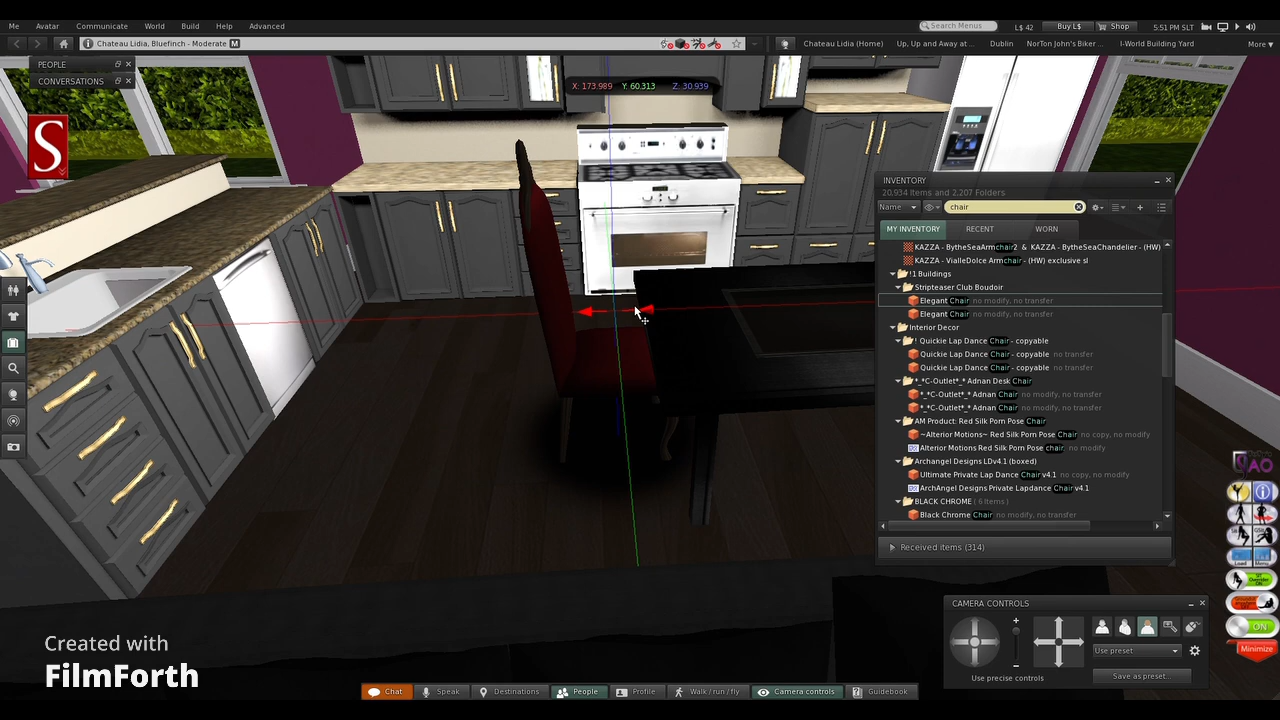 Me Avatar Communicate World Build Help Advanced Search Menus L$ 42 Buy L$ Shop 5:51 PM SLT
Chateau Lidia, Bluefinch - Moderate M Chateau Lidia (Home) Up, Up and Away at ... Dublin NorTon John's Biker ... I-World Building Yard More ▼
PEOPLE
CONVERSATIONS
X: 173.989 Y: 60.313 Z: 30.939
S
INVENTORY
20,934 Items and 2,207 Folders
Name chair
MY INVENTORY RECENT WORN
KAZZA - BytheSeaArmchair2 & KAZZA - BytheSeaChandelier - (HW)
KAZZA - VialleDolce Armchair - (HW) exclusive sl
!1 Buildings
Stripteaser Club Boudoir
Elegant Chair no modify, no transfer
Elegant Chair no modify, no transfer
Interior Decor
! Quickie Lap Dance Chair - copyable
Quickie Lap Dance Chair - copyable no transfer
Quickie Lap Dance Chair - copyable no transfer
*_*C-Outlet*_* Adnan Desk Chair
*_*C-Outlet*_* Adnan Chair no modify, no transfer
*_*C-Outlet*_* Adnan Chair no modify, no transfer
AM Product: Red Silk Porn Pose Chair
~Alterior Motions~ Red Silk Porn Pose Chair no copy, no modify
Alterior Motions Red Silk Porn Pose chair no modify
Archangel Designs LDv4.1 (boxed)
Ultimate Private Lap Dance Chair v4.1 no copy, no modify
ArchAngel Designs Private Lapdance Chair v4.1
BLACK CHROME ( 6 Items )
Black Chrome Chair no modify, no transfer
Received items (314)
AO
Load Menu
ON
Minimize
CAMERA CONTROLS
Use preset
Use precise controls
Save as preset...
Created with
FilmForth
Chat Speak Destinations People Profile Walk / run / fly Camera controls Guidebook